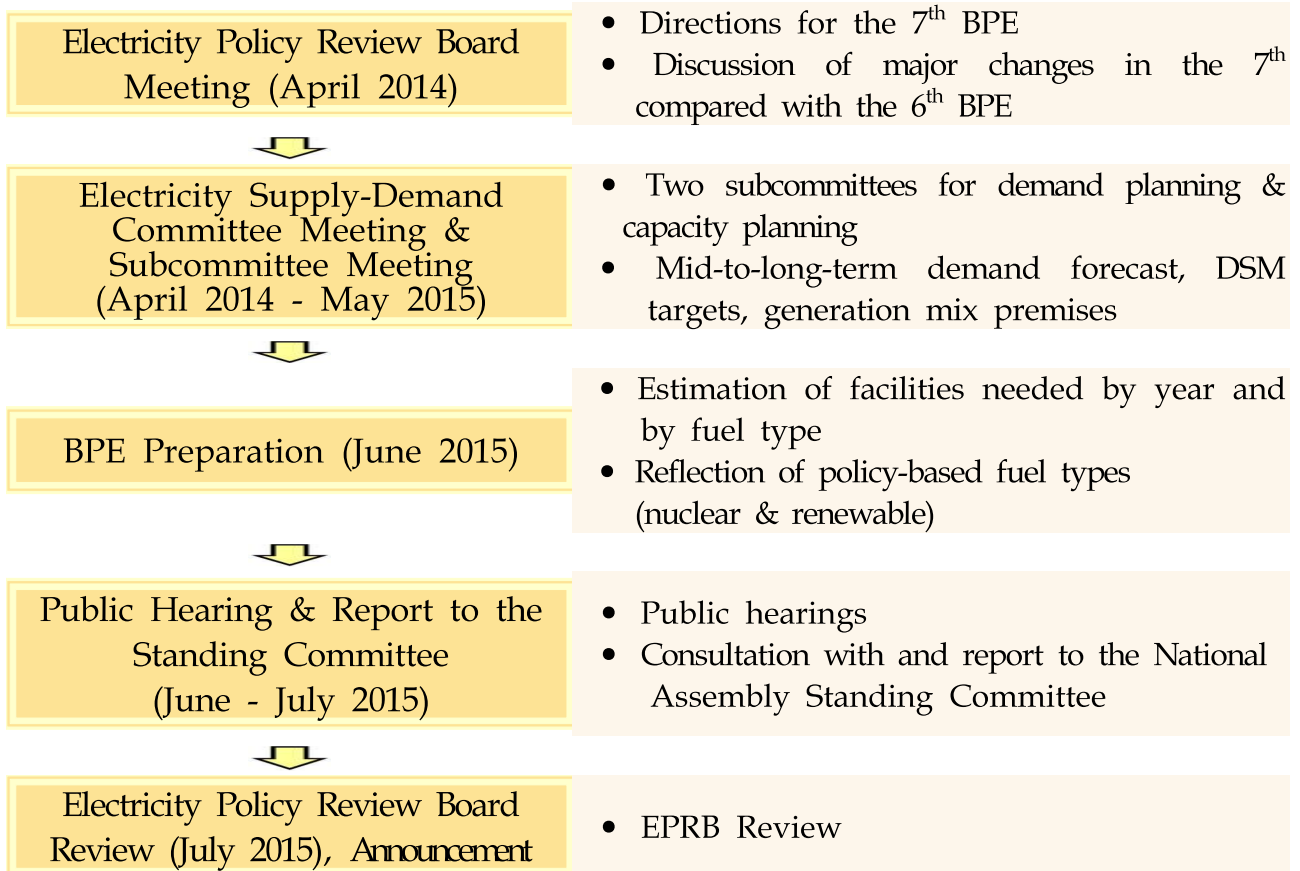 Electricity Policy Review Board
Meeting (April 2014)
• Directions for the 7th BPE
• Discussion of major changes in the 7th
compared with the 6th BPE
Electricity Supply-Demand
Committee Meeting &
Subcommittee Meeting
(April 2014 - May 2015)
• Two subcommittees for demand planning &
capacity planning
• Mid-to-long-term demand forecast, DSM
targets, generation mix premises
BPE Preparation (June 2015)
• Estimation of facilities needed by year and
by fuel type
• Reflection of policy-based fuel types
(nuclear & renewable)
Public Hearing & Report to the
Standing Committee
(June - July 2015)
• Public hearings
• Consultation with and report to the National
Assembly Standing Committee
Electricity Policy Review Board
Review (July 2015), Announcement
• EPRB Review